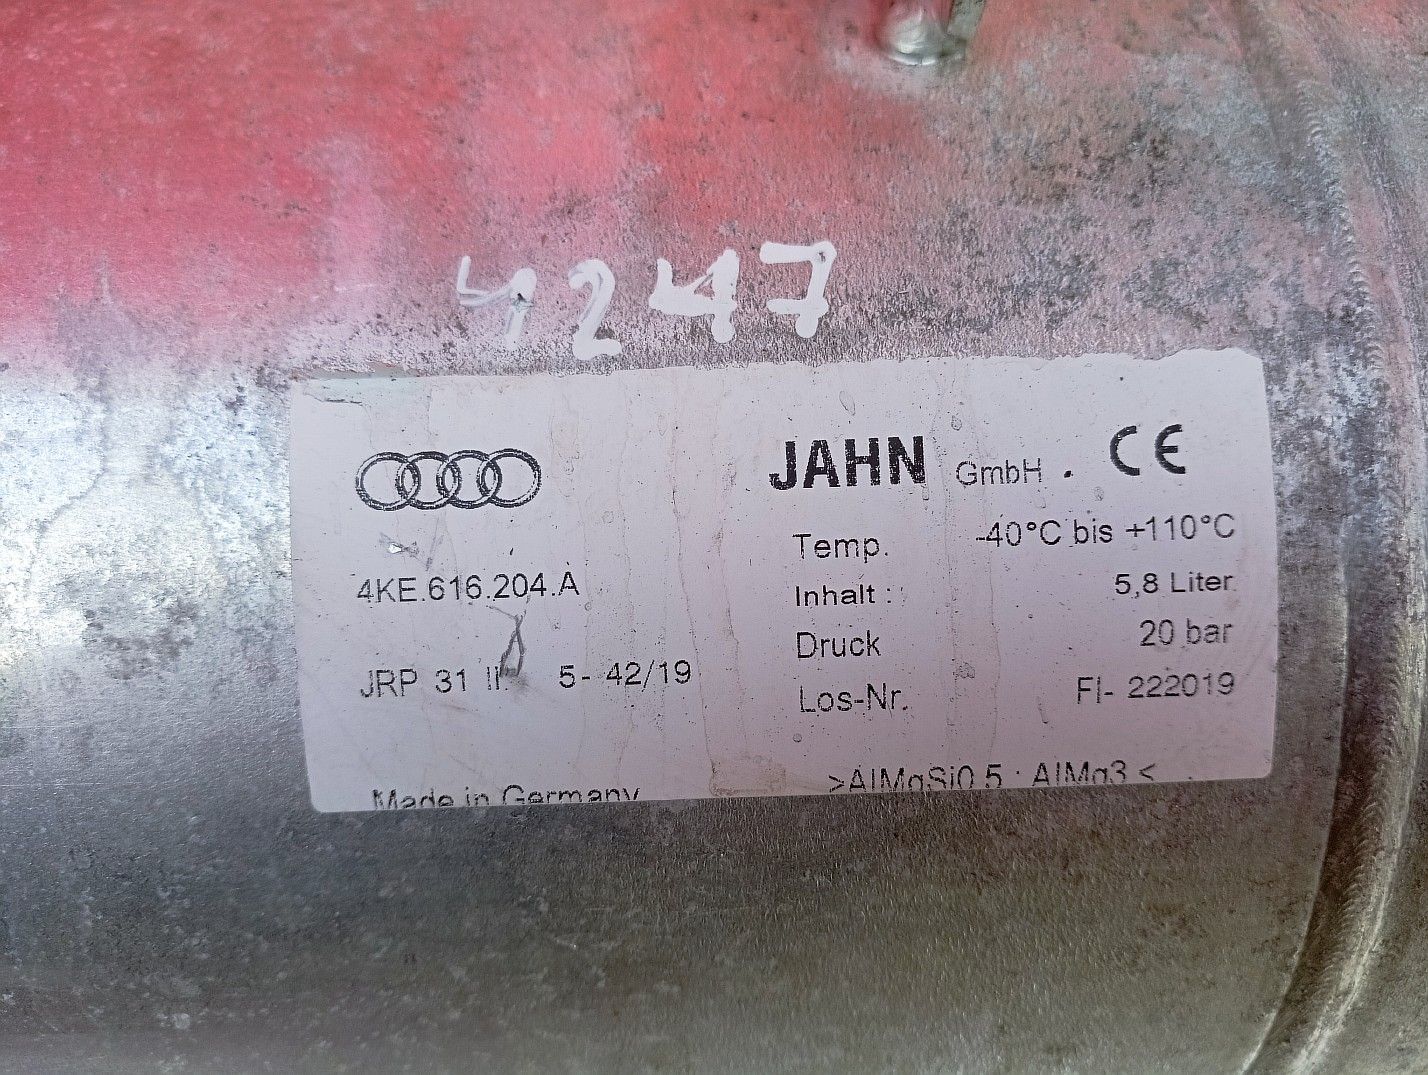 4247
JAHN GmbH . CE
4KE.616.204.A
JRP 31 II. 5- 42/19
Made in Germany
Temp. -40°C bis +110°C
Inhalt : 5,8 Liter.
Druck 20 bar
Los-Nr. FI- 222019
>AlMgSi0.5 : AlMg3 <